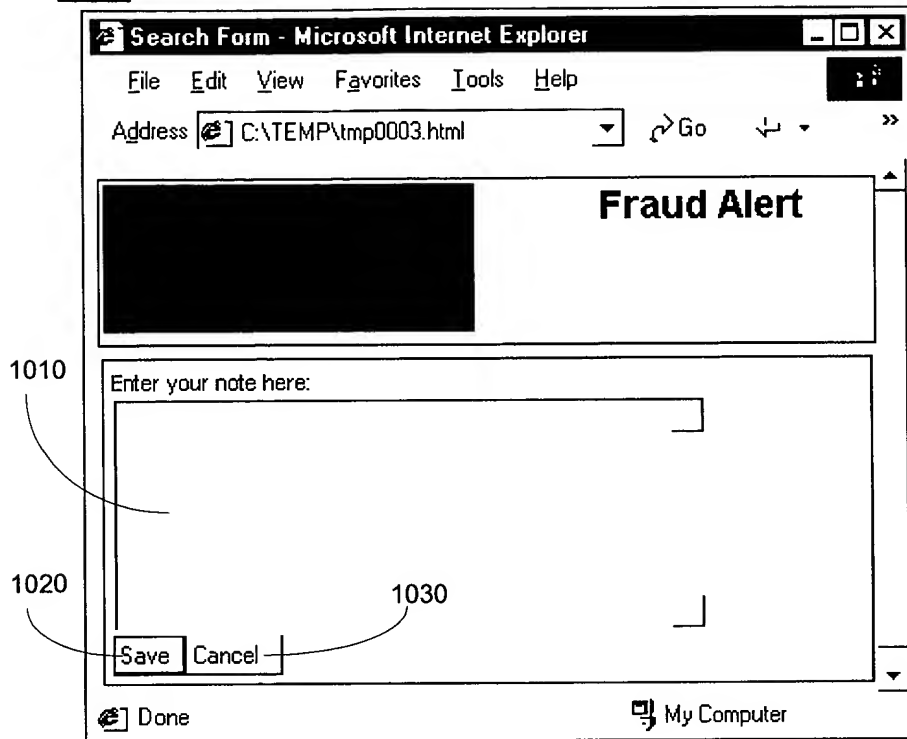 Search Form - Microsoft Internet Explorer
File Edit View Favorites Tools Help
Address C:\TEMP\tmp0003.html Go »
Fraud Alert
1010
Enter your note here:
1020
1030
Save Cancel
Done My Computer